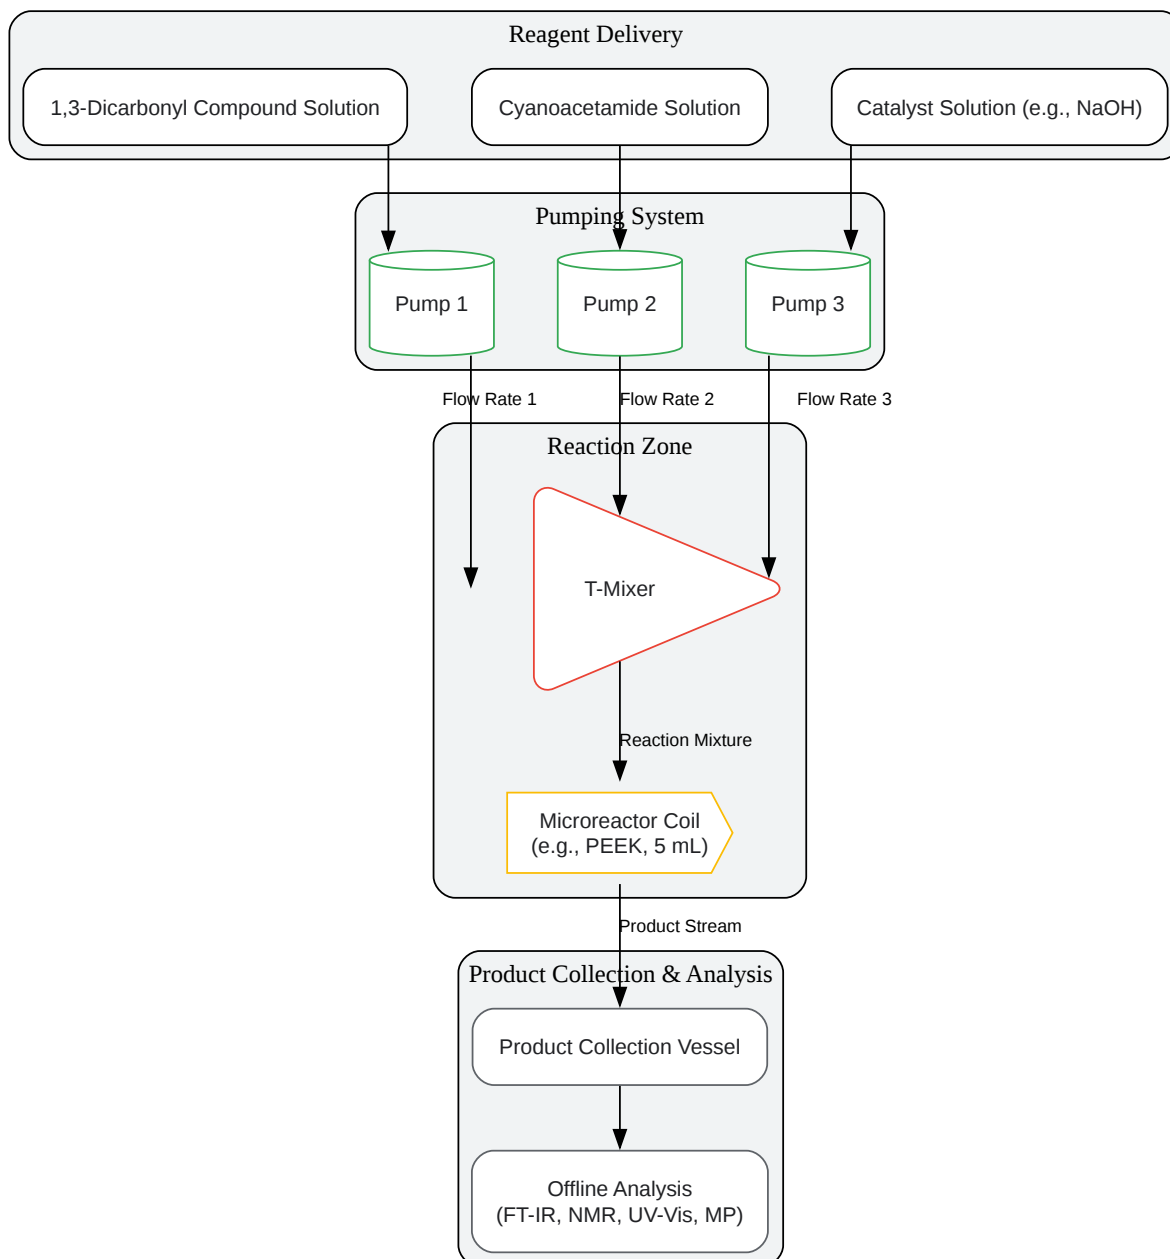 Reagent Delivery
1,3-Dicarbonyl Compound Solution
Cyanoacetamide Solution
Catalyst Solution (e.g., NaOH)
Pumping System
Pump 1
Pump 2
Pump 3
Flow Rate 1
Flow Rate 2
Flow Rate 3
Reaction Zone
T-Mixer
Reaction Mixture
Microreactor Coil
(e.g., PEEK, 5 mL)
Product Stream
Product Collection & Analysis
Product Collection Vessel
Offline Analysis
(FT-IR, NMR, UV-Vis, MP)